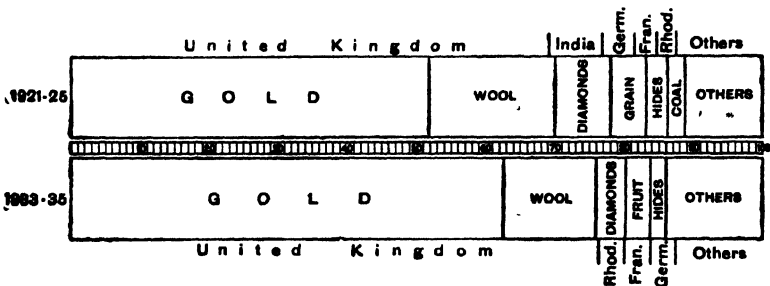 United Kingdom India Germ. Fran. Rhod. Others
1921-25 GOLD WOOL DIAMONDS GRAIN HIDES COAL OTHERS
10 20 30 40 50 60 70 80 90 100
1933-35 GOLD WOOL DIAMONDS FRUIT HIDES OTHERS
United Kingdom Rhod. Fran. Germ. Others